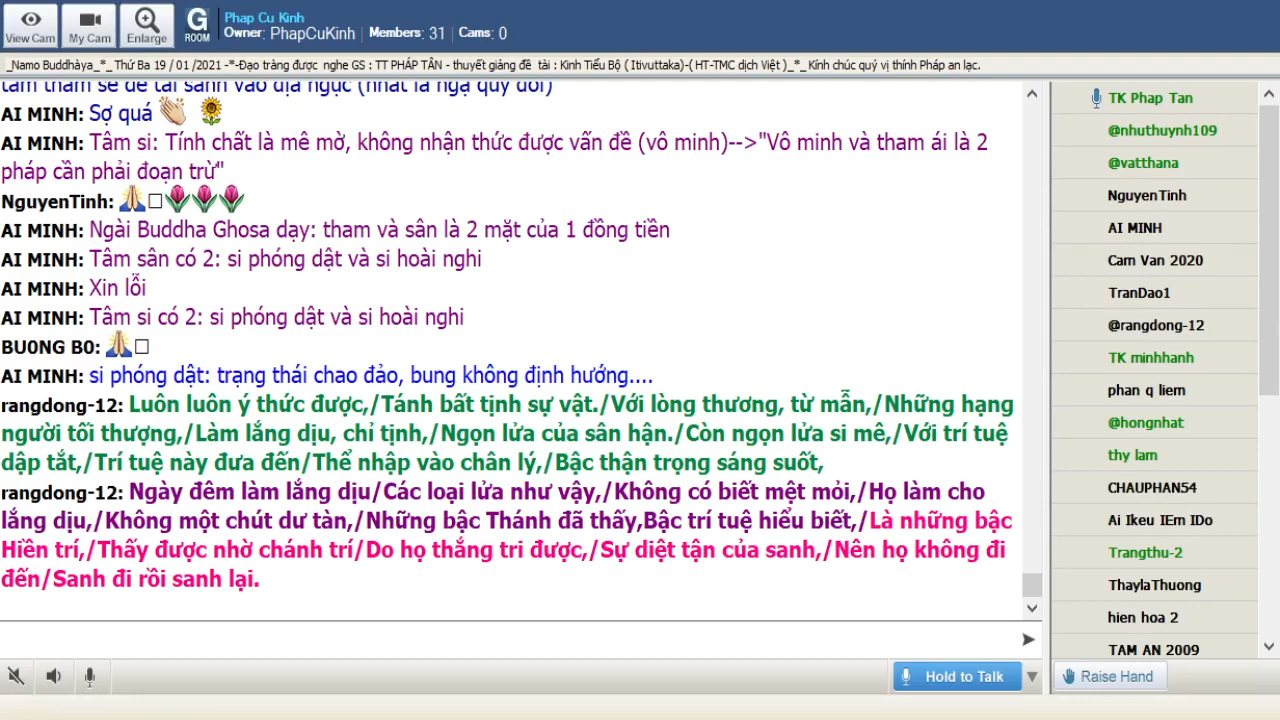 View Cam
My Cam
Enlarge
G
ROOM
Phap Cu Kinh
Owner: PhapCuKinh
Members: 31
Cams: 0
_Namo Buddhàya_*_ Thứ Ba 19 / 01 /2021 -*-Đạo tràng được nghe GS : TT PHÁP TÂN - thuyết giảng đề tài : Kinh Tiểu Bộ ( Itivuttaka)-( HT-TMC dịch Việt )_*_ Kính chúc quý vị thính Pháp an lạc.
tâm tham sẽ dễ tái sanh vào địa ngục (nhất là ngạ quỷ đói)
AI MINH: Sợ quá 👏 🌻
AI MINH: Tâm si: Tính chất là mê mờ, không nhận thức được vấn đề (vô minh)-->"Vô minh và tham ái là 2
pháp cần phải đoạn trừ"
NguyenTinh: 🙏□🌷🌷🌷
AI MINH: Ngài Buddha Ghosa dạy: tham và sân là 2 mặt của 1 đồng tiền
AI MINH: Tâm sân có 2: si phóng dật và si hoài nghi
AI MINH: Xin lỗi
AI MINH: Tâm si có 2: si phóng dật và si hoài nghi
BU0NG B0: 🙏□
AI MINH: si phóng dật: trạng thái chao đảo, bung không định hướng....
rangdong-12: Luôn luôn ý thức được,/Tánh bất tịnh sự vật./Với lòng thương, từ mẫn,/Những hạng
người tối thượng,/Làm lắng dịu, chỉ tịnh,/Ngọn lửa của sân hận./Còn ngọn lửa si mê,/Với trí tuệ
dập tắt,/Trí tuệ này đưa đến/Thể nhập vào chân lý,/Bậc thận trọng sáng suốt,
rangdong-12: Ngày đêm làm lắng dịu/Các loại lửa như vậy,/Không có biết mệt mỏi,/Họ làm cho
lắng dịu,/Không một chút dư tàn,/Những bậc Thánh đã thấy,Bậc trí tuệ hiểu biết,/Là những bậc
Hiền trí,/Thấy được nhờ chánh trí/Do họ thắng tri được,/Sự diệt tận của sanh,/Nên họ không đi
đến/Sanh đi rồi sanh lại.
Hold to Talk
TK Phap Tan
@nhuthuynh109
@vatthana
NguyenTinh
AI MINH
Cam Van 2020
TranDao1
@rangdong-12
TK minhhanh
phan q liem
@hongnhat
thy lam
CHAUPHAN54
Ai Ikeu IEm IDo
Trangthu-2
ThaylaThuong
hien hoa 2
TAM AN 2009
Raise Hand